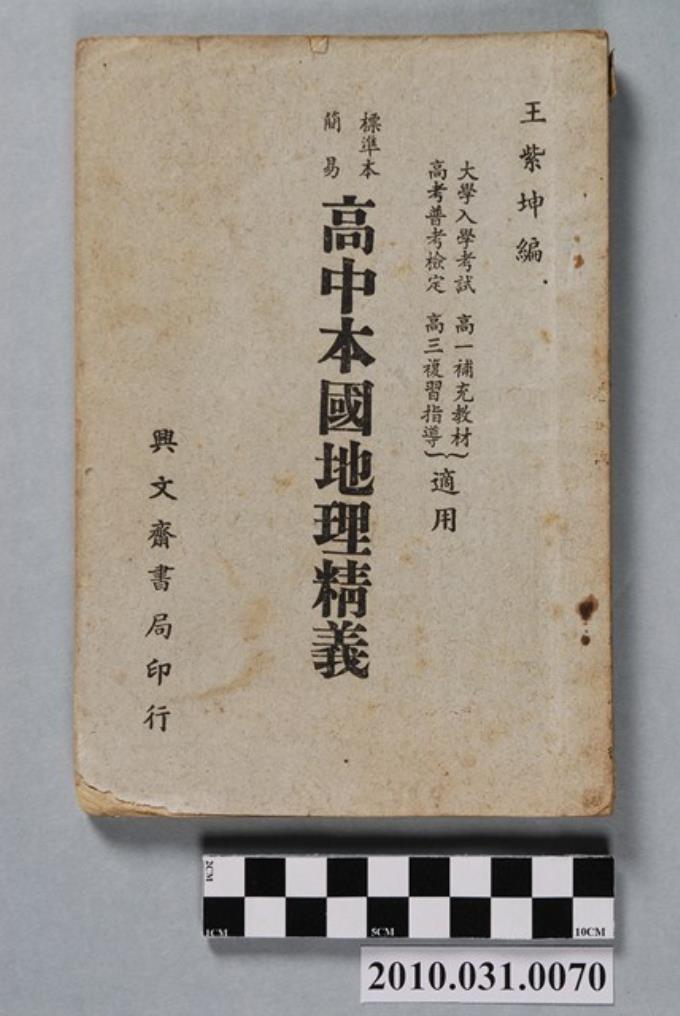 王紫坤編
大學入學考試 高一補充教材
高考普考檢定 高三複習指導
適用
標準本
簡易
高中本國地理精義
興文齋書局印行
2CM
1CM
5CM
10CM
2010.031.0070